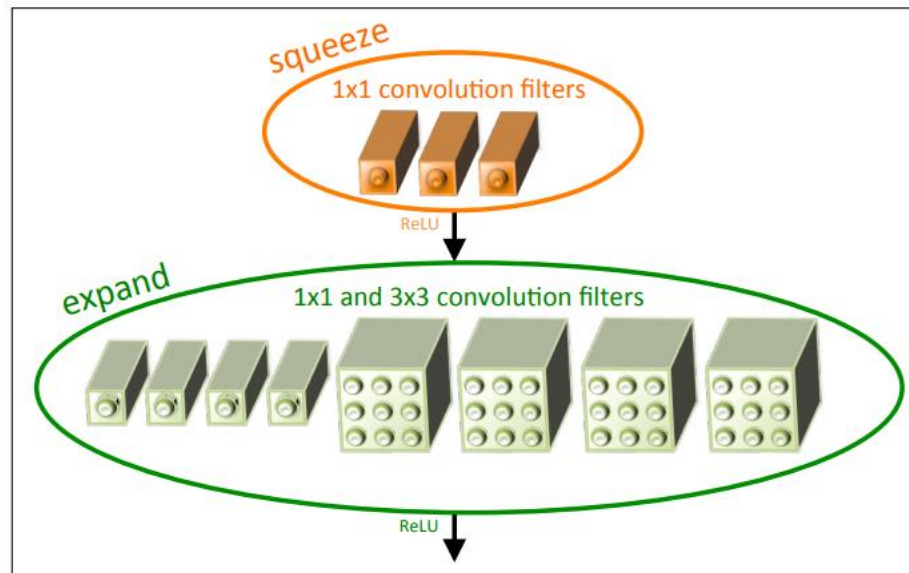 squeeze
1x1 convolution filters
ReLU
expand
1x1 and 3x3 convolution filters
ReLU